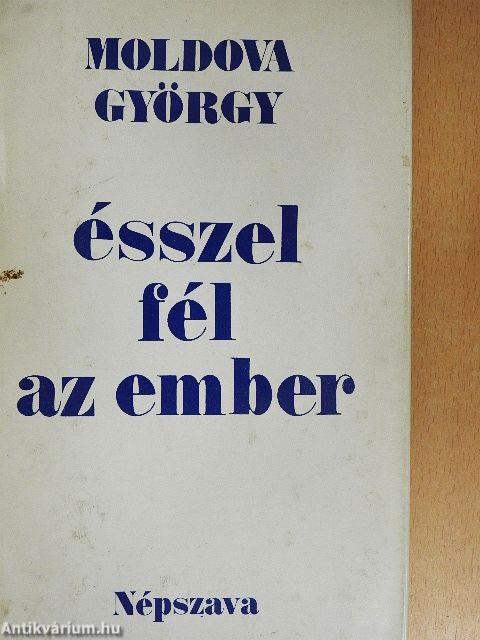 MOLDOVA
GYÖRGY
ésszel
fél
az ember
Népszava
Antikvárium.hu